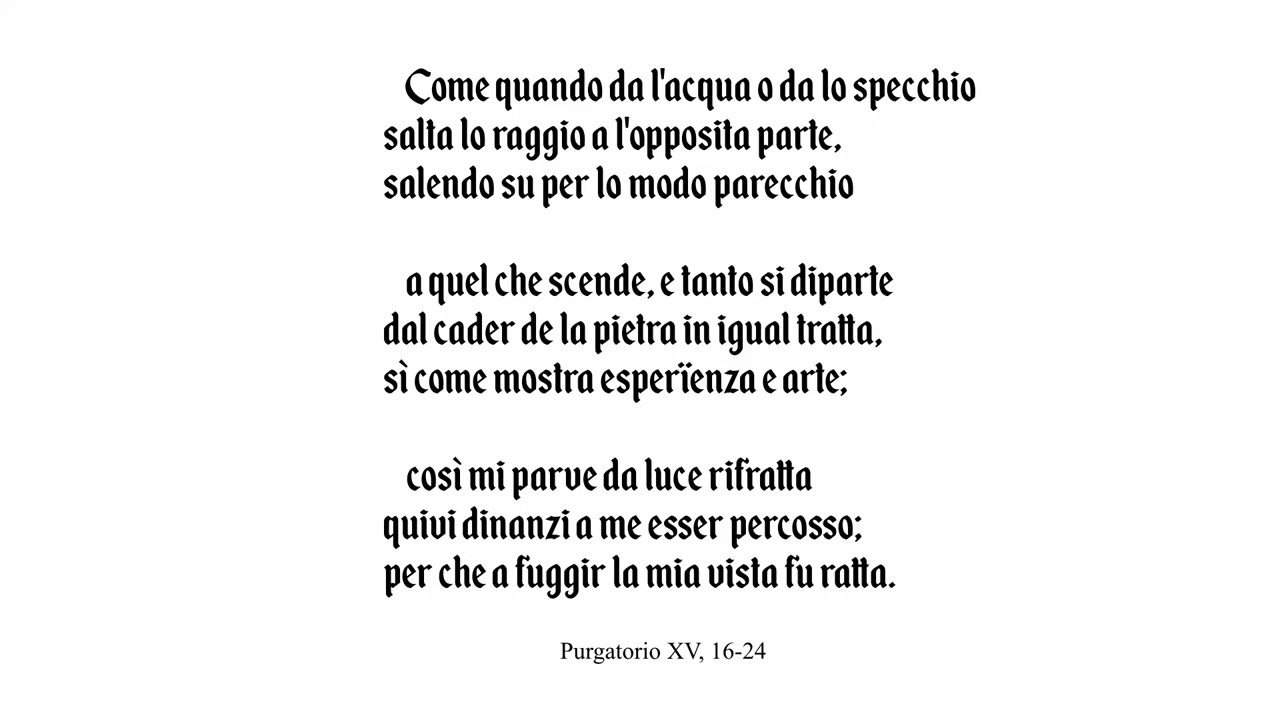 Come quando da l'acqua o da lo specchio
salta lo raggio a l'opposita parte,
salendo su per lo modo parecchio
a quel che scende, e tanto si diparte
dal cader de la pietra in igual tratta,
sì come mostra esperïenza e arte;
così mi parve da luce rifratta
quivi dinanzi a me esser percosso;
per che a fuggir la mia vista fu ratta.
Purgatorio XV, 16-24